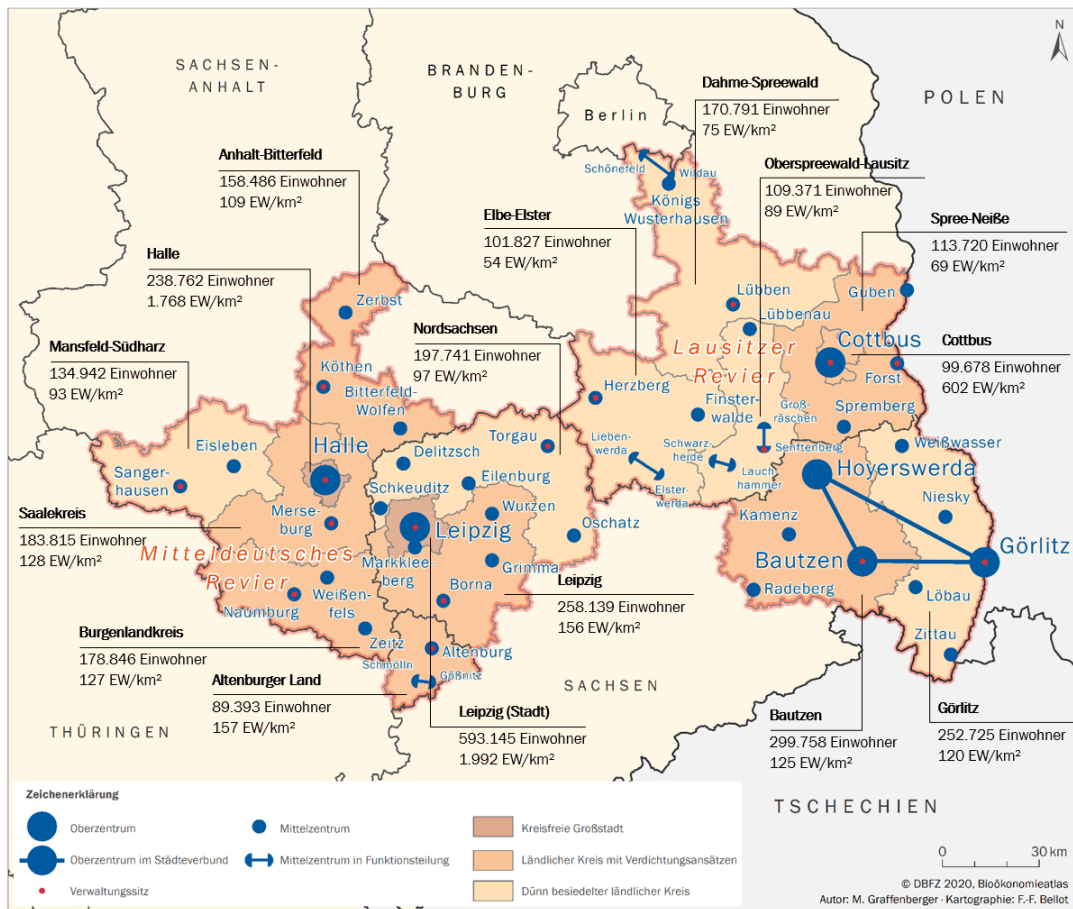 SACHSEN-
ANHALT
BRANDEN-
BURG
Berlin
POLEN
N
Dahme-Spreewald
170.791 Einwohner
75 EW/km²
Anhalt-Bitterfeld
158.486 Einwohner
109 EW/km²
Oberspreewald-Lausitz
109.371 Einwohner
89 EW/km²
Elbe-Elster
101.827 Einwohner
54 EW/km²
Spree-Neiße
113.720 Einwohner
69 EW/km²
Halle
238.762 Einwohner
1.768 EW/km²
Nordsachsen
197.741 Einwohner
97 EW/km²
Mansfeld-Südharz
134.942 Einwohner
93 EW/km²
Cottbus
99.678 Einwohner
602 EW/km²
Schönefeld
Wildau
Königs
Wusterhausen
Zerbst
Lübben
Lübbenau
Guben
Cottbus
Forst
Lausitzer
Revier
Köthen
Bitterfeld-
Wolfen
Herzberg
Finster-
walde
Groß-
räschen
Spremberg
Eisleben
Halle
Torgau
Delitzsch
Lieben-
werda
Schwarz-
heide
Senftenberg
Weißwasser
Sanger-
hausen
Schkeuditz
Eilenburg
Elster-
werda
Lauch-
hammer
Hoyerswerda
Niesky
Merse-
burg
Wurzen
Leipzig
Oschatz
Kamenz
Görlitz
Saalekreis
183.815 Einwohner
128 EW/km²
Mitteldeutsches
Revier
Markklee-
berg
Grimma
Bautzen
Naumburg
Weißen-
fels
Borna
Radeberg
Löbau
Leipzig
258.139 Einwohner
156 EW/km²
Zeitz
Altenburg
Zittau
Schmölln
Gößnitz
Burgenlandkreis
178.846 Einwohner
127 EW/km²
Altenburger Land
89.393 Einwohner
157 EW/km²
SACHSEN
Leipzig (Stadt)
593.145 Einwohner
1.992 EW/km²
Bautzen
299.758 Einwohner
125 EW/km²
Görlitz
252.725 Einwohner
120 EW/km²
THÜRINGEN
TSCHECHIEN
Zeichenerklärung
Oberzentrum
Mittelzentrum
Kreisfreie Großstadt
Oberzentrum im Städteverbund
Mittelzentrum in Funktionsteilung
Ländlicher Kreis mit Verdichtungsansätzen
Verwaltungssitz
Dünn besiedelter ländlicher Kreis
0 30 km
© DBFZ 2020, Bioökonomieatlas
Autor: M. Graffenberger · Kartographie: F.-F. Bellot